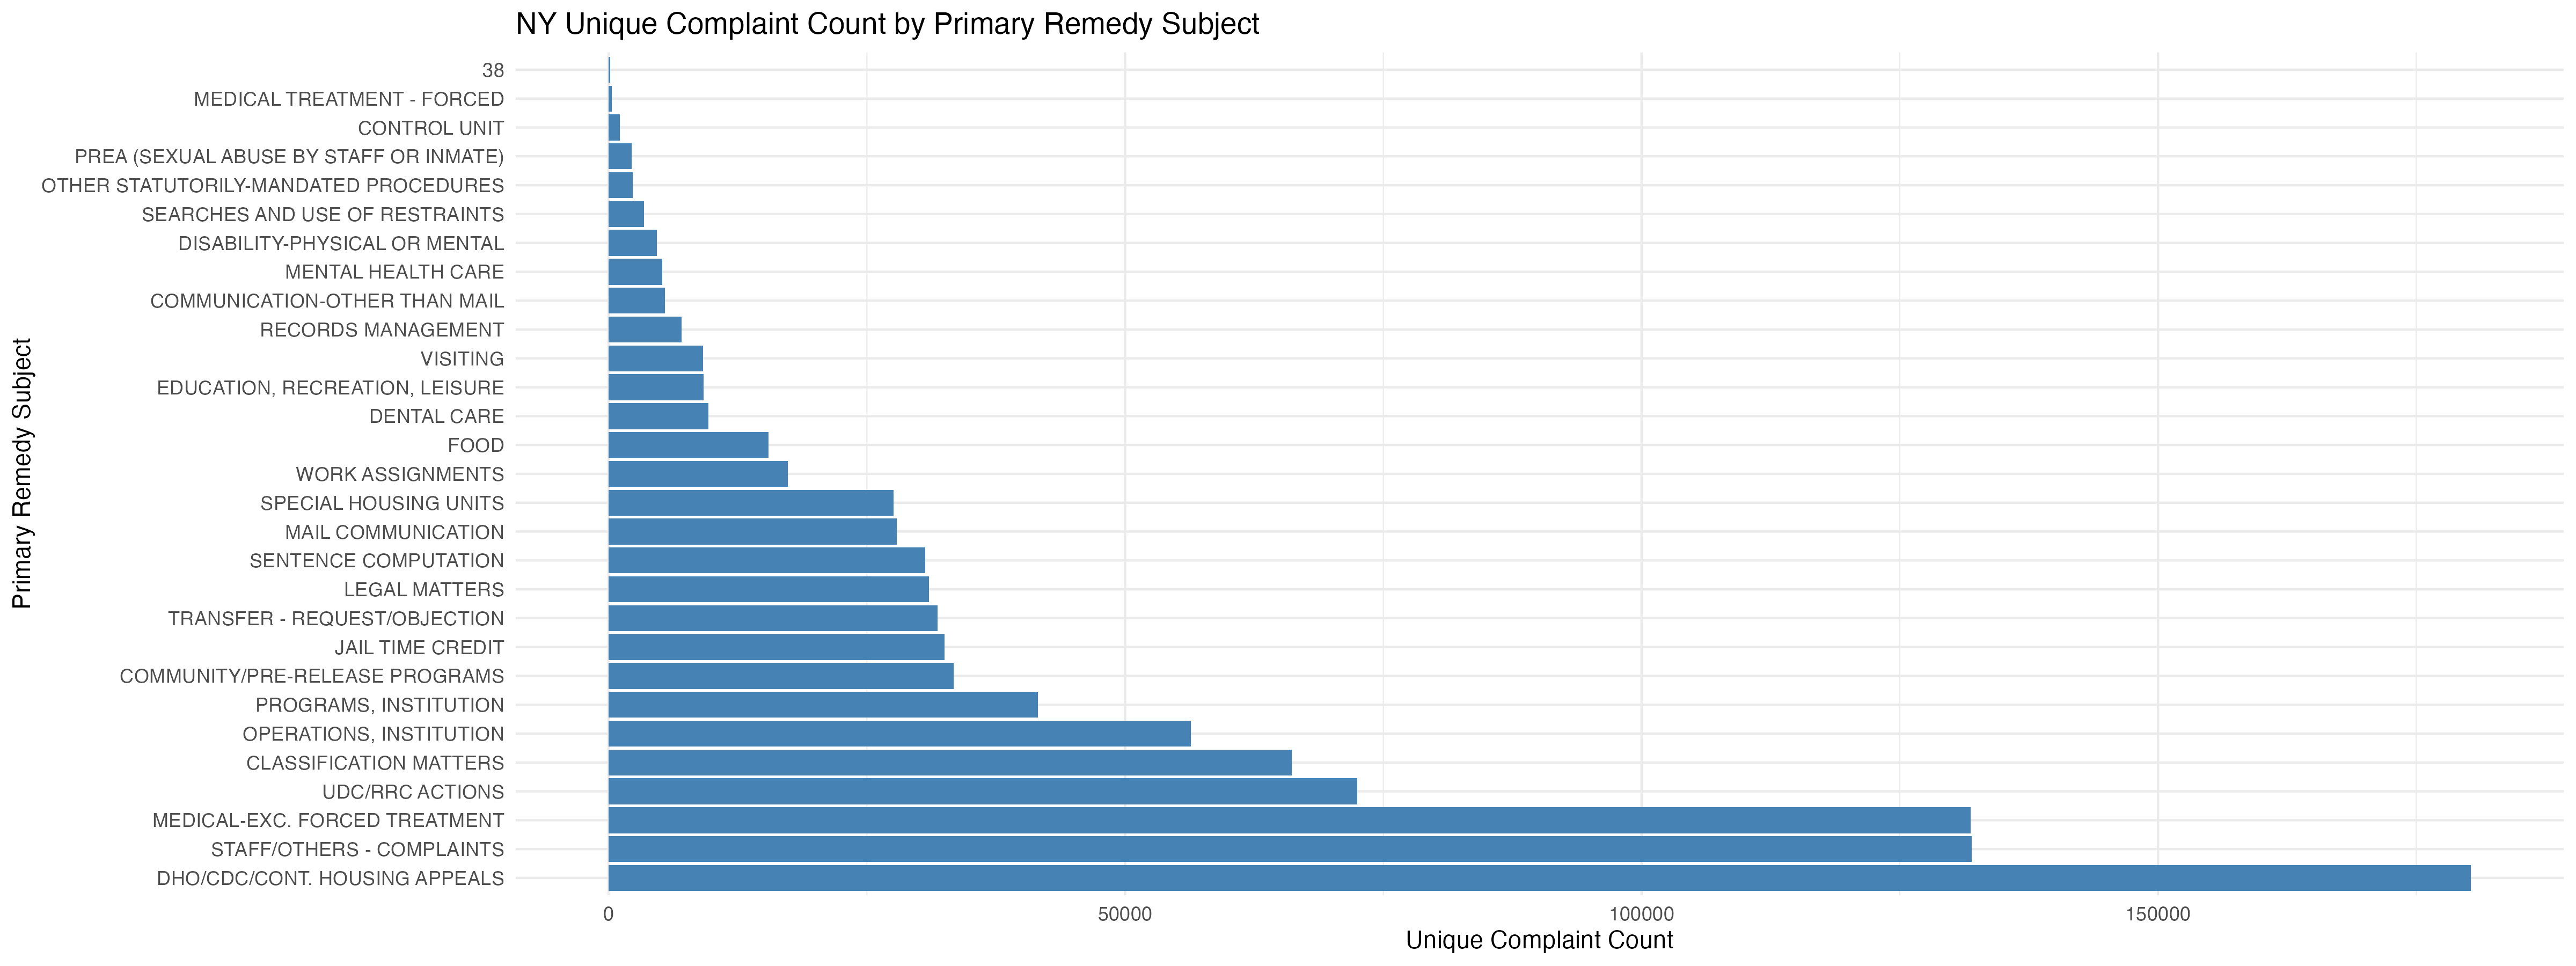 NY Unique Complaint Count by Primary Remedy Subject
Primary Remedy Subject
38
MEDICAL TREATMENT - FORCED
CONTROL UNIT
PREA (SEXUAL ABUSE BY STAFF OR INMATE)
OTHER STATUTORILY-MANDATED PROCEDURES
SEARCHES AND USE OF RESTRAINTS
DISABILITY-PHYSICAL OR MENTAL
MENTAL HEALTH CARE
COMMUNICATION-OTHER THAN MAIL
RECORDS MANAGEMENT
VISITING
EDUCATION, RECREATION, LEISURE
DENTAL CARE
FOOD
WORK ASSIGNMENTS
SPECIAL HOUSING UNITS
MAIL COMMUNICATION
SENTENCE COMPUTATION
LEGAL MATTERS
TRANSFER - REQUEST/OBJECTION
JAIL TIME CREDIT
COMMUNITY/PRE-RELEASE PROGRAMS
PROGRAMS, INSTITUTION
OPERATIONS, INSTITUTION
CLASSIFICATION MATTERS
UDC/RRC ACTIONS
MEDICAL-EXC. FORCED TREATMENT
STAFF/OTHERS - COMPLAINTS
DHO/CDC/CONT. HOUSING APPEALS
0 50000 100000 150000
Unique Complaint Count